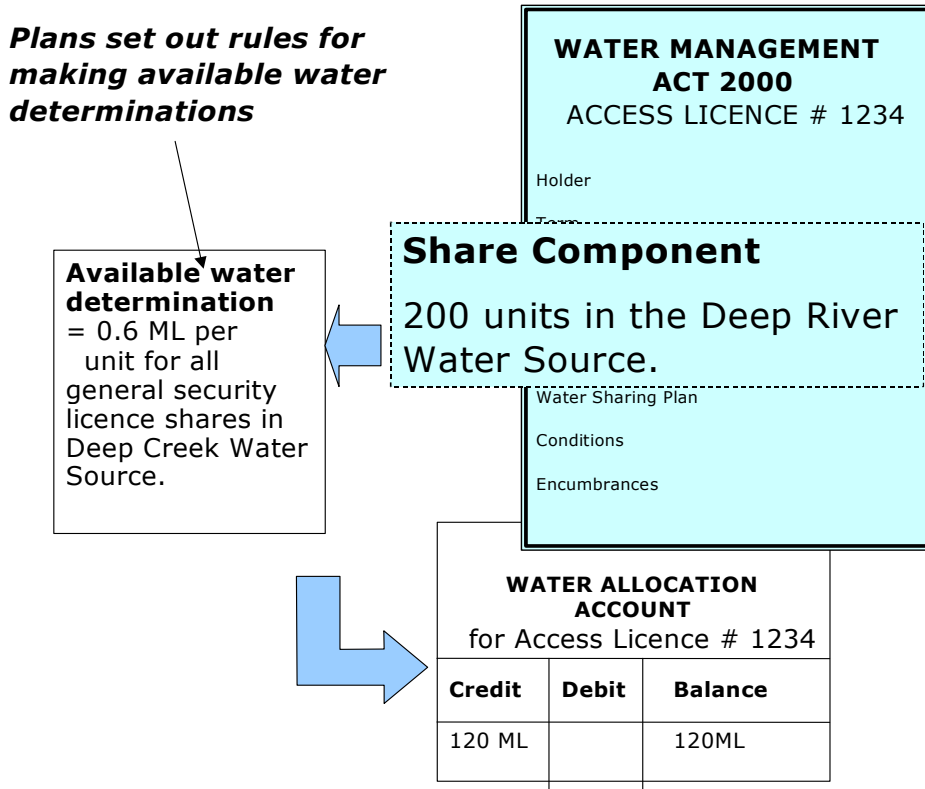 Plans set out rules for
making available water
determinations
WATER MANAGEMENT
ACT 2000
ACCESS LICENCE # 1234
Holder
Share Component
200 units in the Deep River
Water Source.
Water Sharing Plan
Conditions
Encumbrances
Available water
determination
= 0.6 ML per
unit for all
general security
licence shares in
Deep Creek Water
Source.
WATER ALLOCATION
ACCOUNT
for Access Licence # 1234
Credit Debit Balance
120 ML 120ML